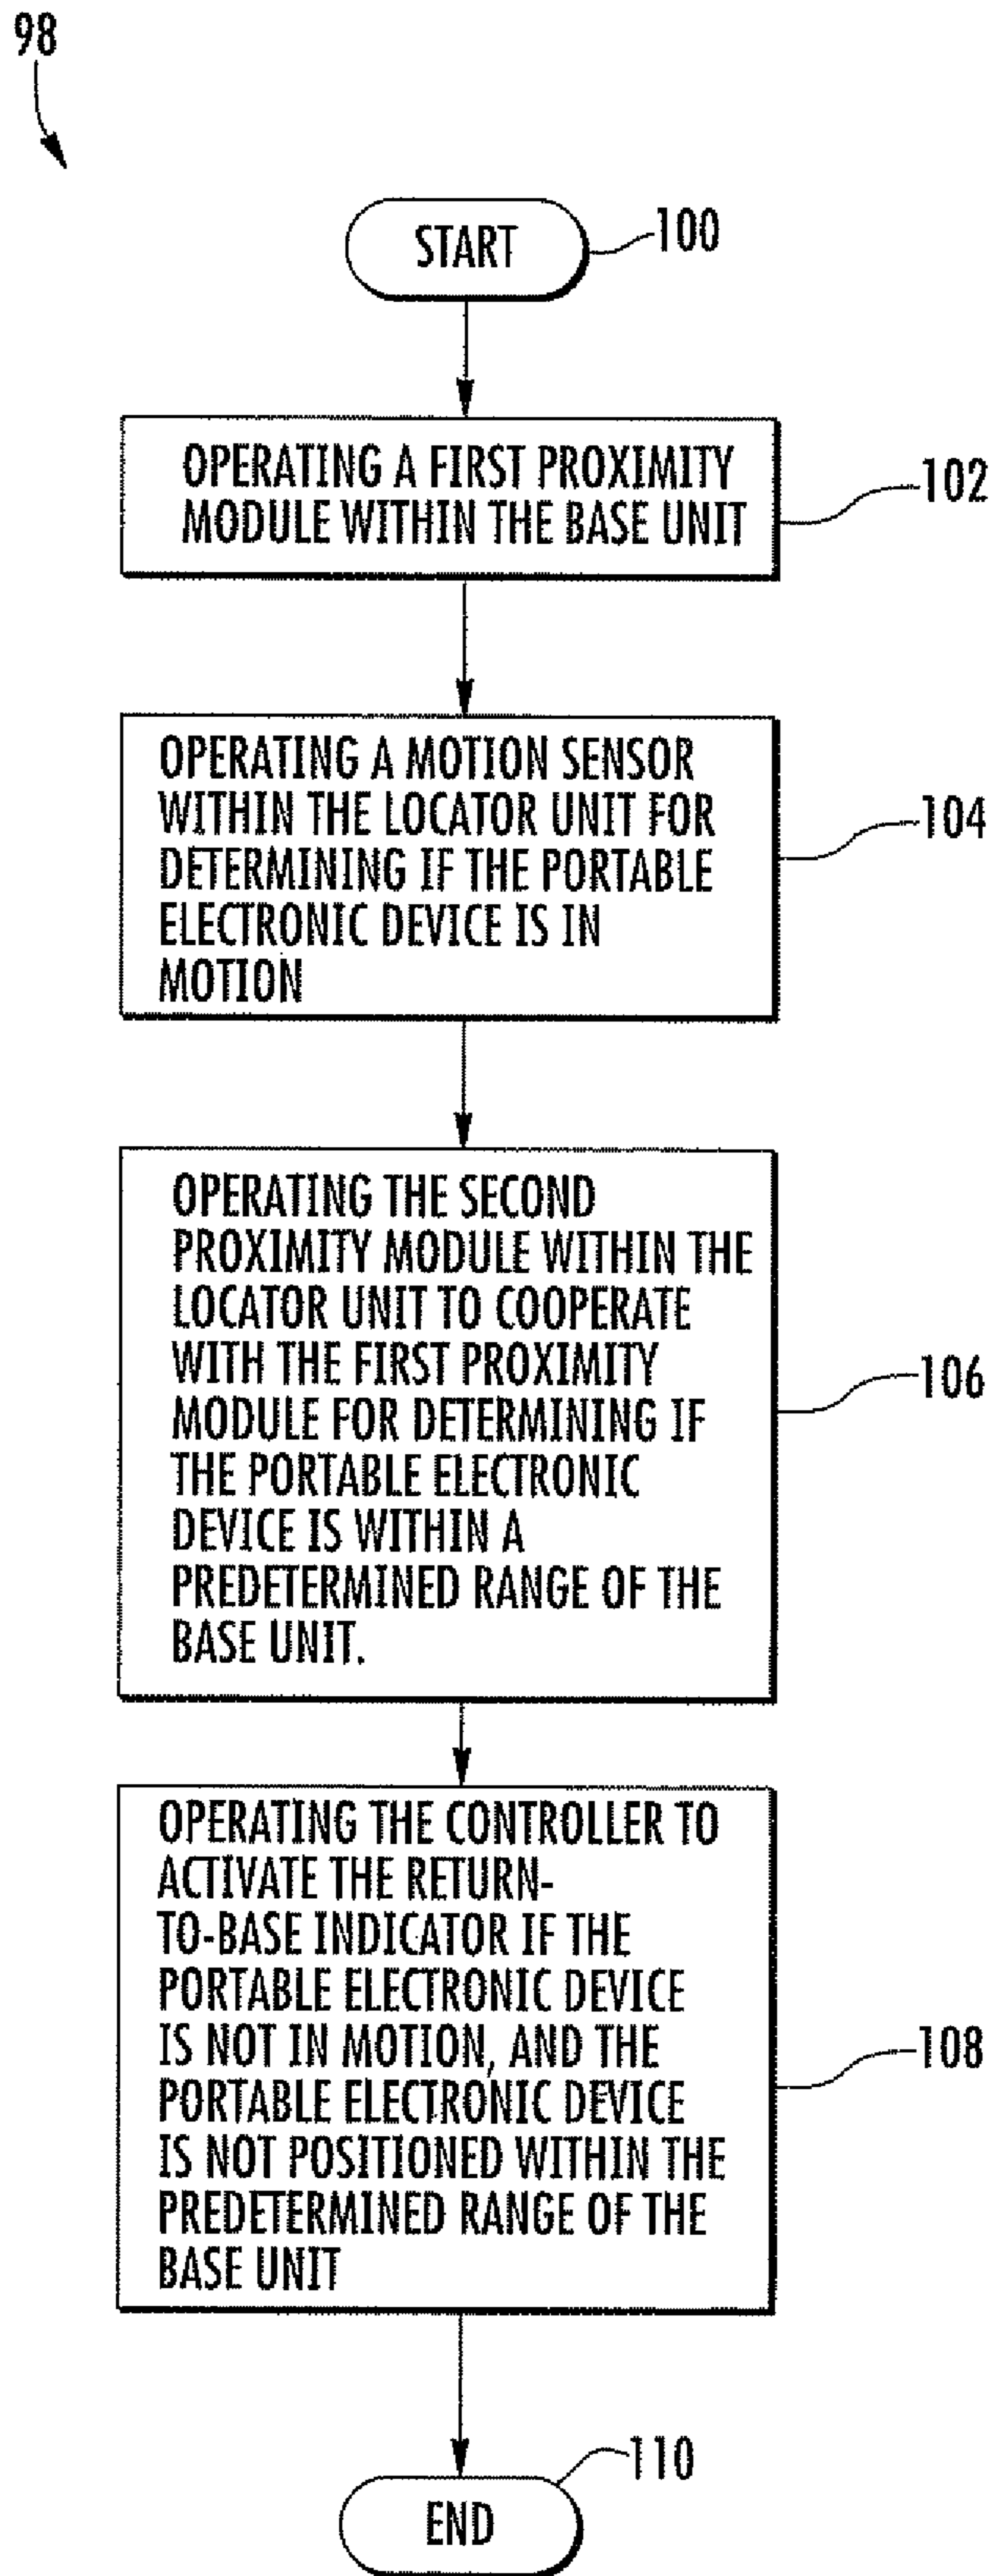 98
START
100
OPERATING A FIRST PROXIMITY
MODULE WITHIN THE BASE UNIT
102
OPERATING A MOTION SENSOR
WITHIN THE LOCATOR UNIT FOR
DETERMINING IF THE PORTABLE
ELECTRONIC DEVICE IS IN
MOTION
104
OPERATING THE SECOND
PROXIMITY MODULE WITHIN THE
LOCATOR UNIT TO COOPERATE
WITH THE FIRST PROXIMITY
MODULE FOR DETERMINING IF
THE PORTABLE ELECTRONIC
DEVICE IS WITHIN A
PREDETERMINED RANGE OF THE
BASE UNIT.
106
OPERATING THE CONTROLLER TO
ACTIVATE THE RETURN-
TO-BASE INDICATOR IF THE
PORTABLE ELECTRONIC DEVICE
IS NOT IN MOTION, AND THE
PORTABLE ELECTRONIC DEVICE
IS NOT POSITIONED WITHIN THE
PREDETERMINED RANGE OF THE
BASE UNIT
108
110
END